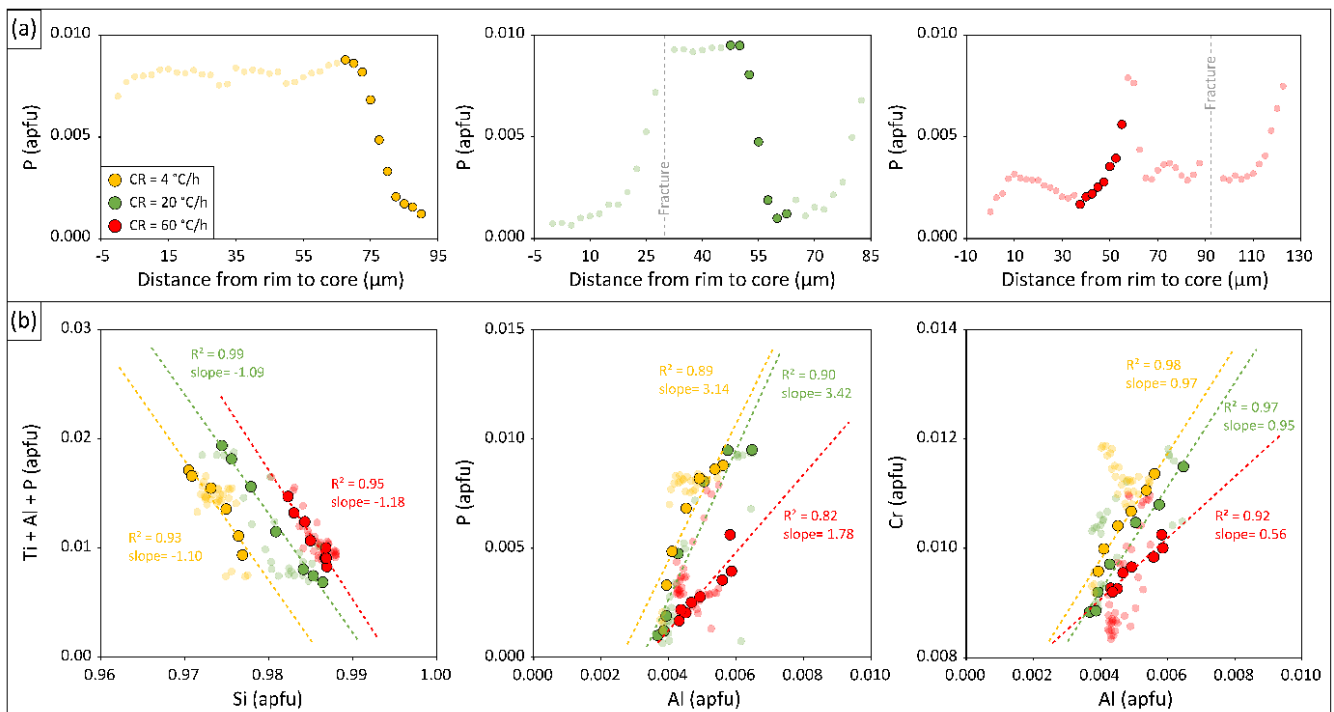 (a)
0.010
0.005
0.000
P (apfu)
CR = 4 °C/h
CR = 20 °C/h
CR = 60 °C/h
-5 15 35 55 75 95
Distance from rim to core (µm)
0.010
0.005
0.000
P (apfu)
Fracture
-5 25 55 85
Distance from rim to core (µm)
0.010
0.005
0.000
P (apfu)
Fracture
-10 10 30 50 70 90 110 130
Distance from rim to core (µm)
(b)
0.03
0.02
0.01
0.00
Ti + Al + P (apfu)
R² = 0.99
slope= -1.09
R² = 0.95
slope= -1.18
R² = 0.93
slope= -1.10
0.96 0.97 0.98 0.99 1.00
Si (apfu)
0.015
0.010
0.005
0.000
P (apfu)
R² = 0.89
slope= 3.14
R² = 0.90
slope= 3.42
R² = 0.82
slope= 1.78
0.000 0.002 0.004 0.006 0.008 0.010
Al (apfu)
0.014
0.012
0.010
0.008
Cr (apfu)
R² = 0.98
slope= 0.97
R² = 0.97
slope= 0.95
R² = 0.92
slope= 0.56
0.000 0.002 0.004 0.006 0.008 0.010
Al (apfu)